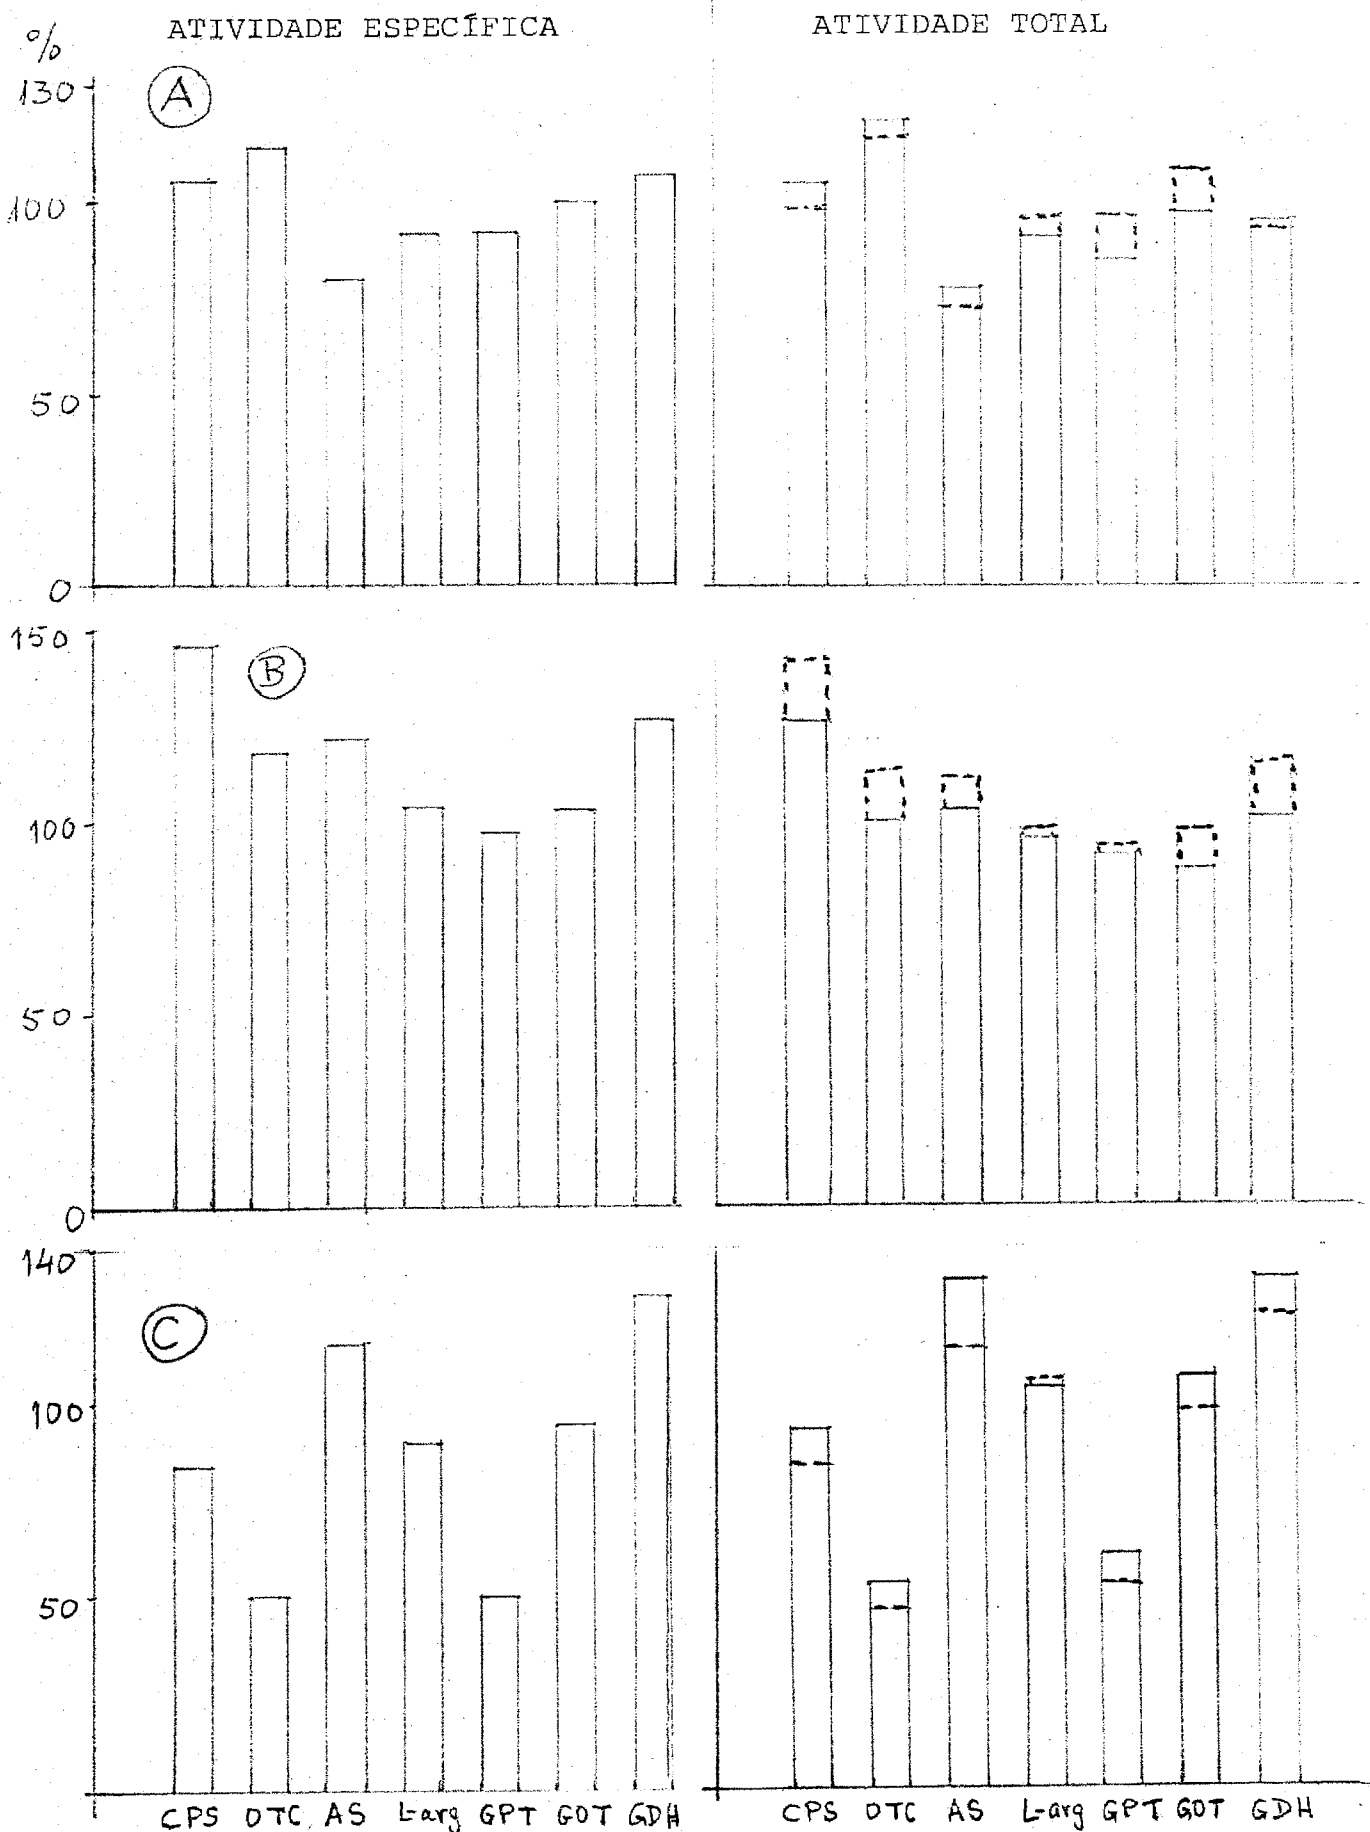 ATIVIDADE ESPECÍFICA ATIVIDADE TOTAL
%
130
A
100
50
0
150
B
100
50
0
140
C
100
50
CPS OTC AS L-arg GPT GOT GDH CPS OTC AS L-arg GPT GOT GDH